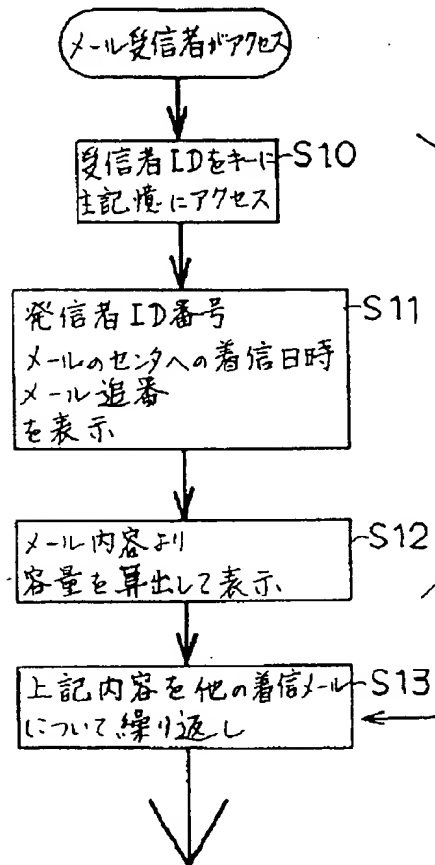 メール受信者がアクセス
受信者IDをキーに
主記憶にアクセス
S10
発信者ID番号
メールのセンタへの着信日時
メール追番
を表示
S11
メール内容より
容量を算出して表示
S12
上記内容を他の着信メール
について繰り返し
S13